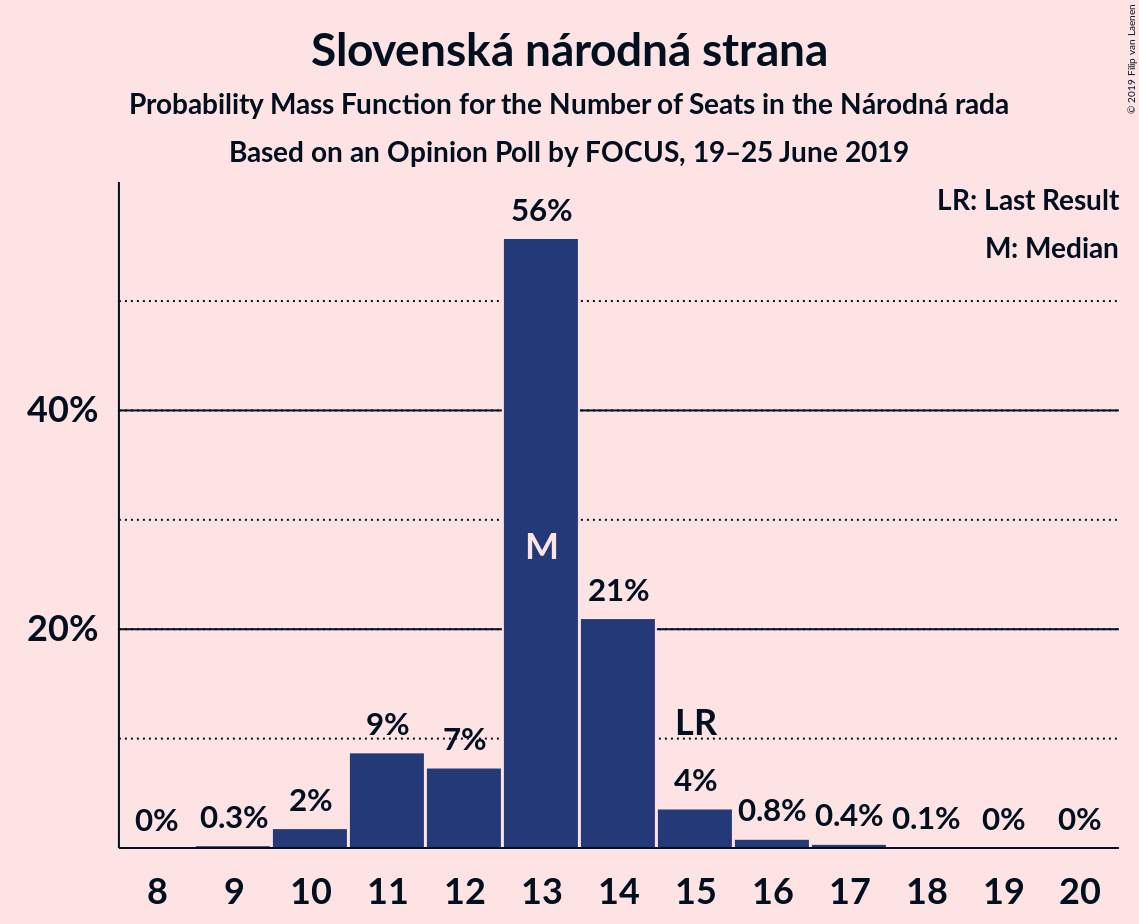 Slovenská národná strana
Probability Mass Function for the Number of Seats in the Národná rada
Based on an Opinion Poll by FOCUS, 19–25 June 2019
© 2019 Filip van Laenen
LR: Last Result
M: Median
56%
40%
M
21%
20%
LR
9%
7%
4%
2%
0%
0.3%
0.8%
0.4%
0.1%
0%
0%
8 9 10 11 12 13 14 15 16 17 18 19 20